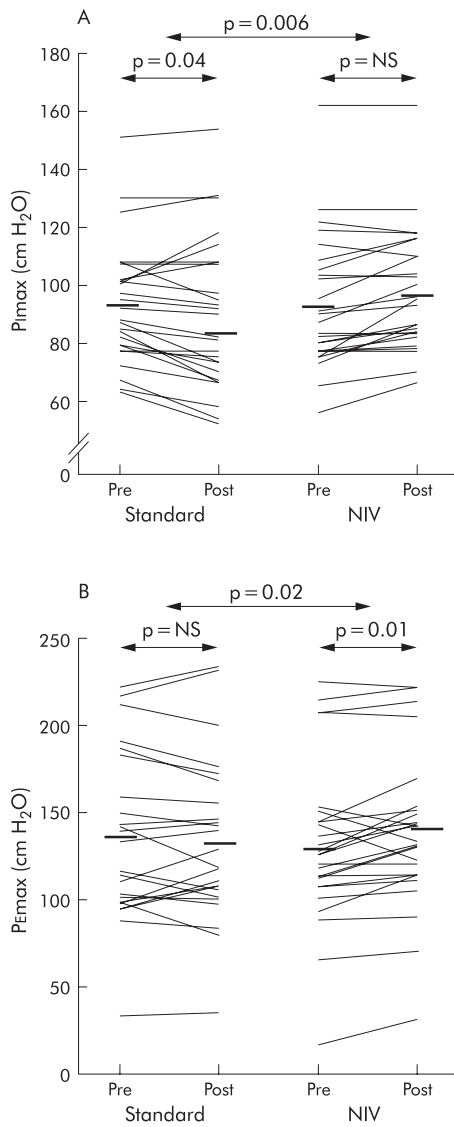 A
p = 0.006
p = 0.04
p = NS
180
160
140
120
100
80
60
0
PImax (cm H₂O)
Pre
Post
Pre
Post
Standard
NIV
B
p = 0.02
p = NS
p = 0.01
250
200
150
100
50
0
PEmax (cm H₂O)
Pre
Post
Pre
Post
Standard
NIV